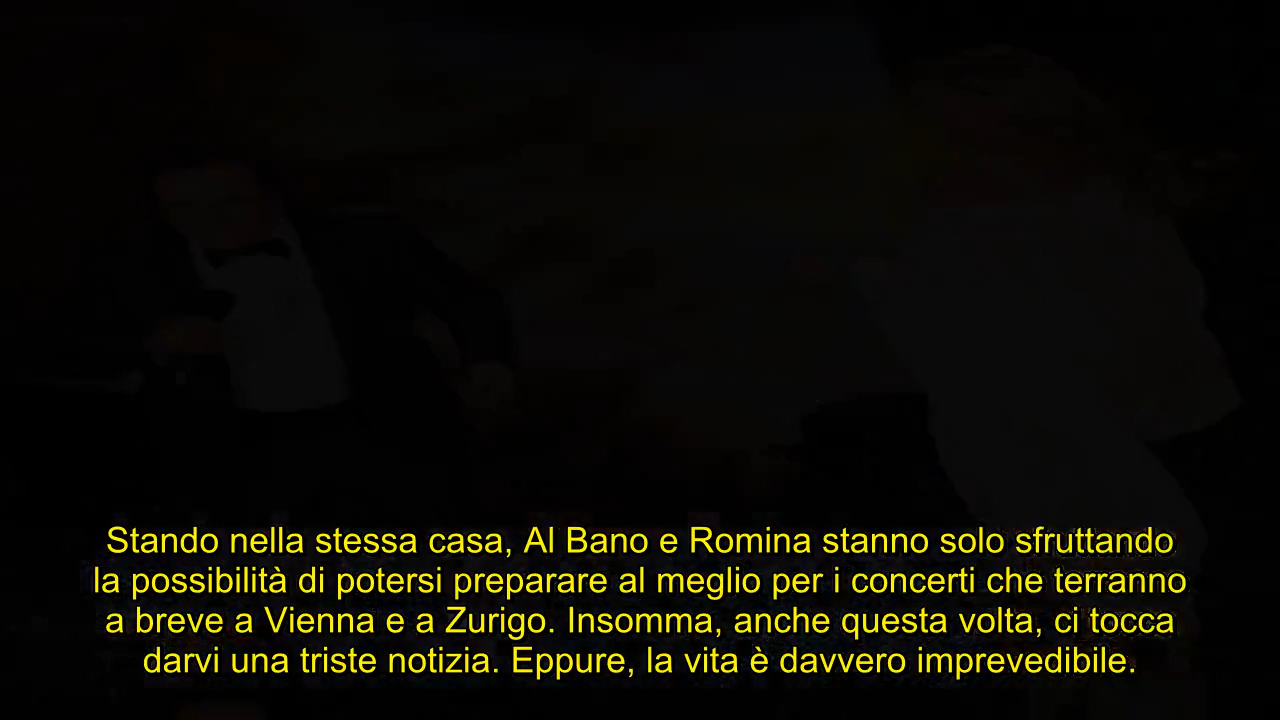 Stando nella stessa casa, Al Bano e Romina stanno solo sfruttando
la possibilità di potersi preparare al meglio per i concerti che terranno
a breve a Vienna e a Zurigo. Insomma, anche questa volta, ci tocca
darvi una triste notizia. Eppure, la vita è davvero imprevedibile.